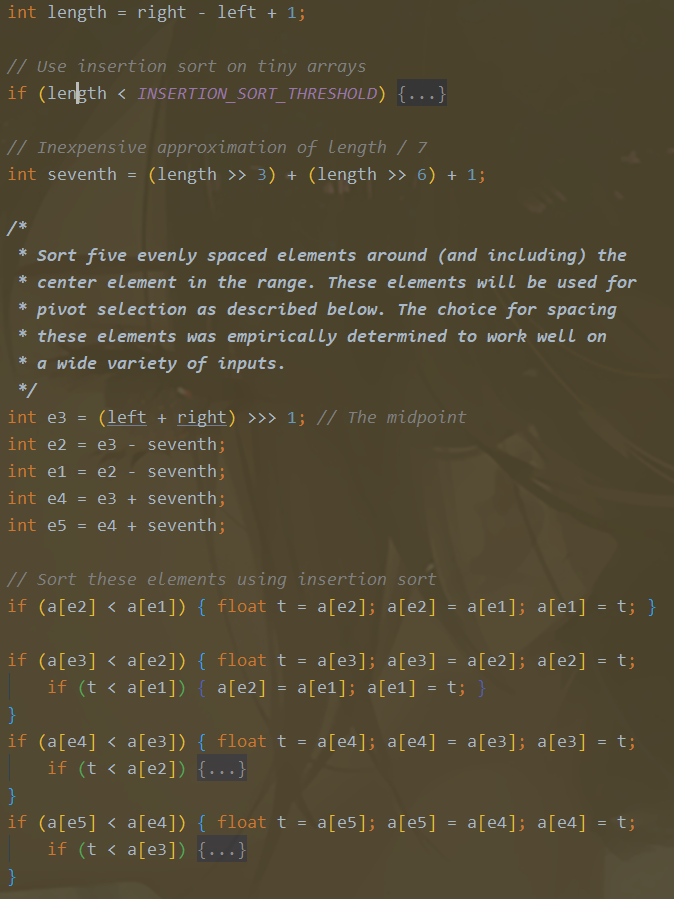 int length = right - left + 1;
// Use insertion sort on tiny arrays
if (length < INSERTION_SORT_THRESHOLD) {...}
// Inexpensive approximation of length / 7
int seventh = (length >> 3) + (length >> 6) + 1;
/*
 * Sort five evenly spaced elements around (and including) the
 * center element in the range. These elements will be used for
 * pivot selection as described below. The choice for spacing
 * these elements was empirically determined to work well on
 * a wide variety of inputs.
 */
int e3 = (left + right) >>> 1; // The midpoint
int e2 = e3 - seventh;
int e1 = e2 - seventh;
int e4 = e3 + seventh;
int e5 = e4 + seventh;
// Sort these elements using insertion sort
if (a[e2] < a[e1]) { float t = a[e2]; a[e2] = a[e1]; a[e1] = t; }
if (a[e3] < a[e2]) { float t = a[e3]; a[e3] = a[e2]; a[e2] = t;
    if (t < a[e1]) { a[e2] = a[e1]; a[e1] = t; }
}
if (a[e4] < a[e3]) { float t = a[e4]; a[e4] = a[e3]; a[e3] = t;
    if (t < a[e2]) {...}
}
if (a[e5] < a[e4]) { float t = a[e5]; a[e5] = a[e4]; a[e4] = t;
    if (t < a[e3]) {...}
}